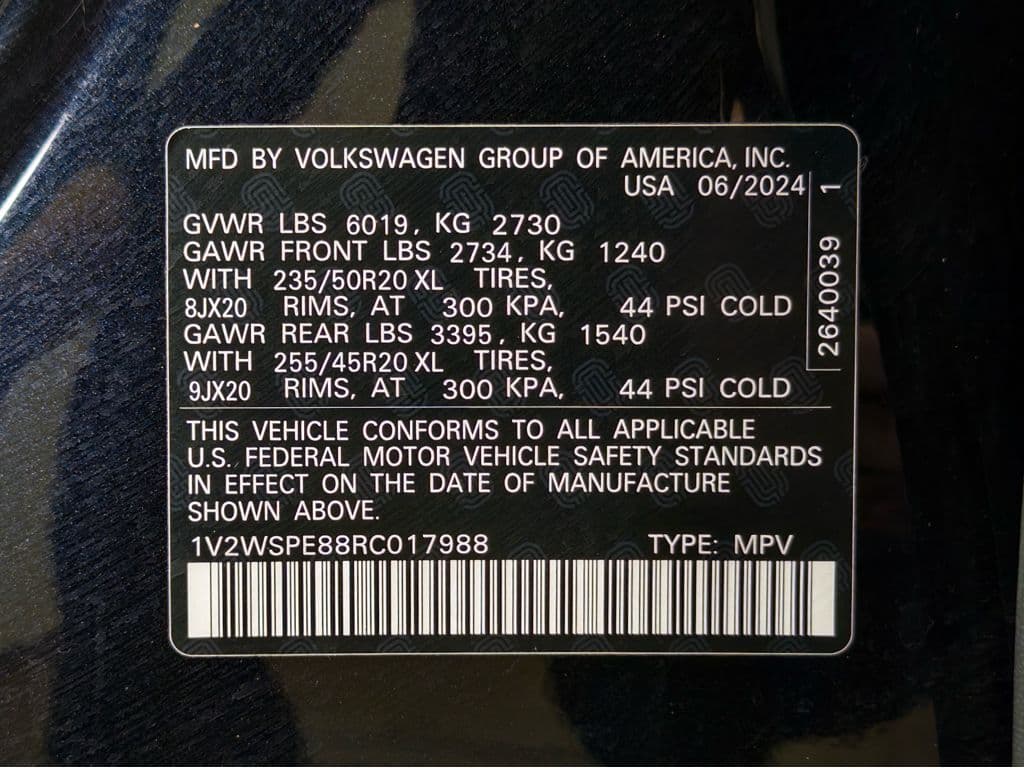 MFD BY VOLKSWAGEN GROUP OF AMERICA, INC.
USA 06/2024
GVWR LBS 6019, KG 2730
GAWR FRONT LBS 2734, KG 1240
WITH 235/50R20 XL TIRES,
8JX20 RIMS, AT 300 KPA, 44 PSI COLD
GAWR REAR LBS 3395, KG 1540
WITH 255/45R20 XL TIRES,
9JX20 RIMS, AT 300 KPA, 44 PSI COLD
2640039 1
THIS VEHICLE CONFORMS TO ALL APPLICABLE
U.S. FEDERAL MOTOR VEHICLE SAFETY STANDARDS
IN EFFECT ON THE DATE OF MANUFACTURE
SHOWN ABOVE.
1V2WSPE88RC017988 TYPE: MPV